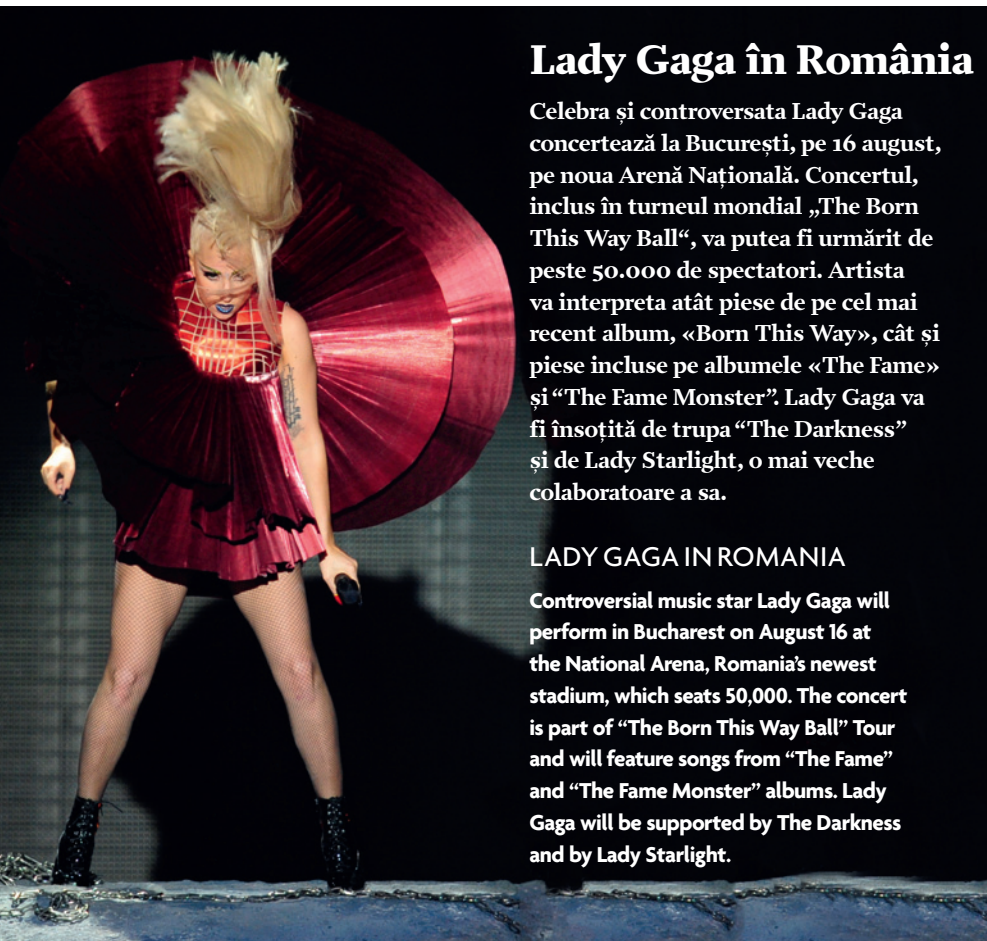 Lady Gaga în România
Celebra și controversata Lady Gaga
concertează la București, pe 16 august,
pe noua Arenă Națională. Concertul,
inclus în turneul mondial „The Born
This Way Ball“, va putea fi urmărit de
peste 50.000 de spectatori. Artista
va interpreta atât piese de pe cel mai
recent album, «Born This Way», cât și
piese incluse pe albumele «The Fame»
și “The Fame Monster”. Lady Gaga va
fi însoțită de trupa “The Darkness”
și de Lady Starlight, o mai veche
colaboratoare a sa.
LADY GAGA IN ROMANIA
Controversial music star Lady Gaga will
perform in Bucharest on August 16 at
the National Arena, Romania’s newest
stadium, which seats 50,000. The concert
is part of “The Born This Way Ball” Tour
and will feature songs from “The Fame”
and “The Fame Monster” albums. Lady
Gaga will be supported by The Darkness
and by Lady Starlight.